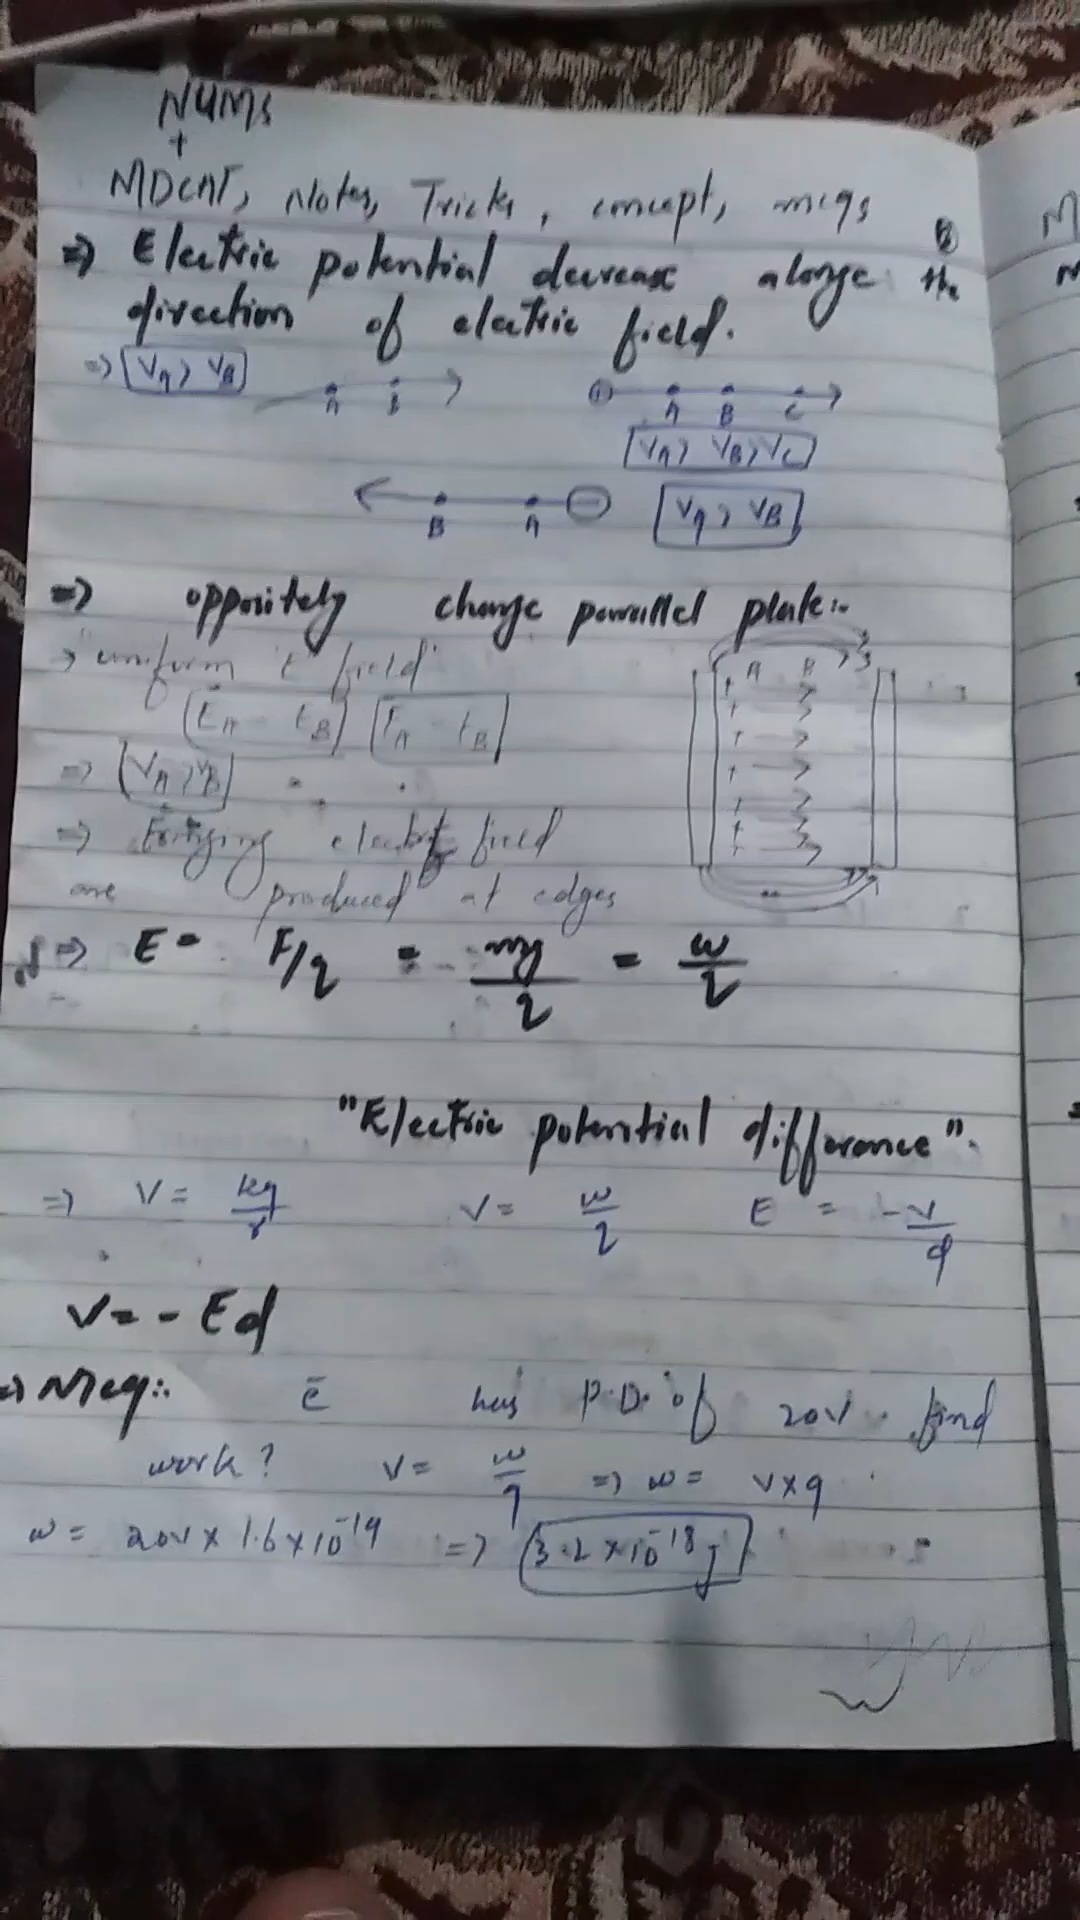 NUMS
+
MDCAT, Notes, Tricks, concept, mcqs
⇒ Electric potential decrease alonge the
direction of electric field.
⇒ VA > VB
A B
+ A B C
VA > VB > VC
B A − VA > VB
⇒ oppositely charge parallel plate:-
→ "uniform E field"
EA = EB FA = FB
A B
⇒ VA > VB
⇒ Fringing electric field
are produced at edges
⇒ E = F/q = mg/q = w/q
"Electric potential difference".
⇒ V = kq/r V = w/q E = -V/d
V = - Ed
⇒ Mcq:. ē has P.D. of 20V. find
work? V = w/q ⇒ w = V×q
w = 20V × 1.6×10^-19 ⇒ 3.2 × 10^-18 J